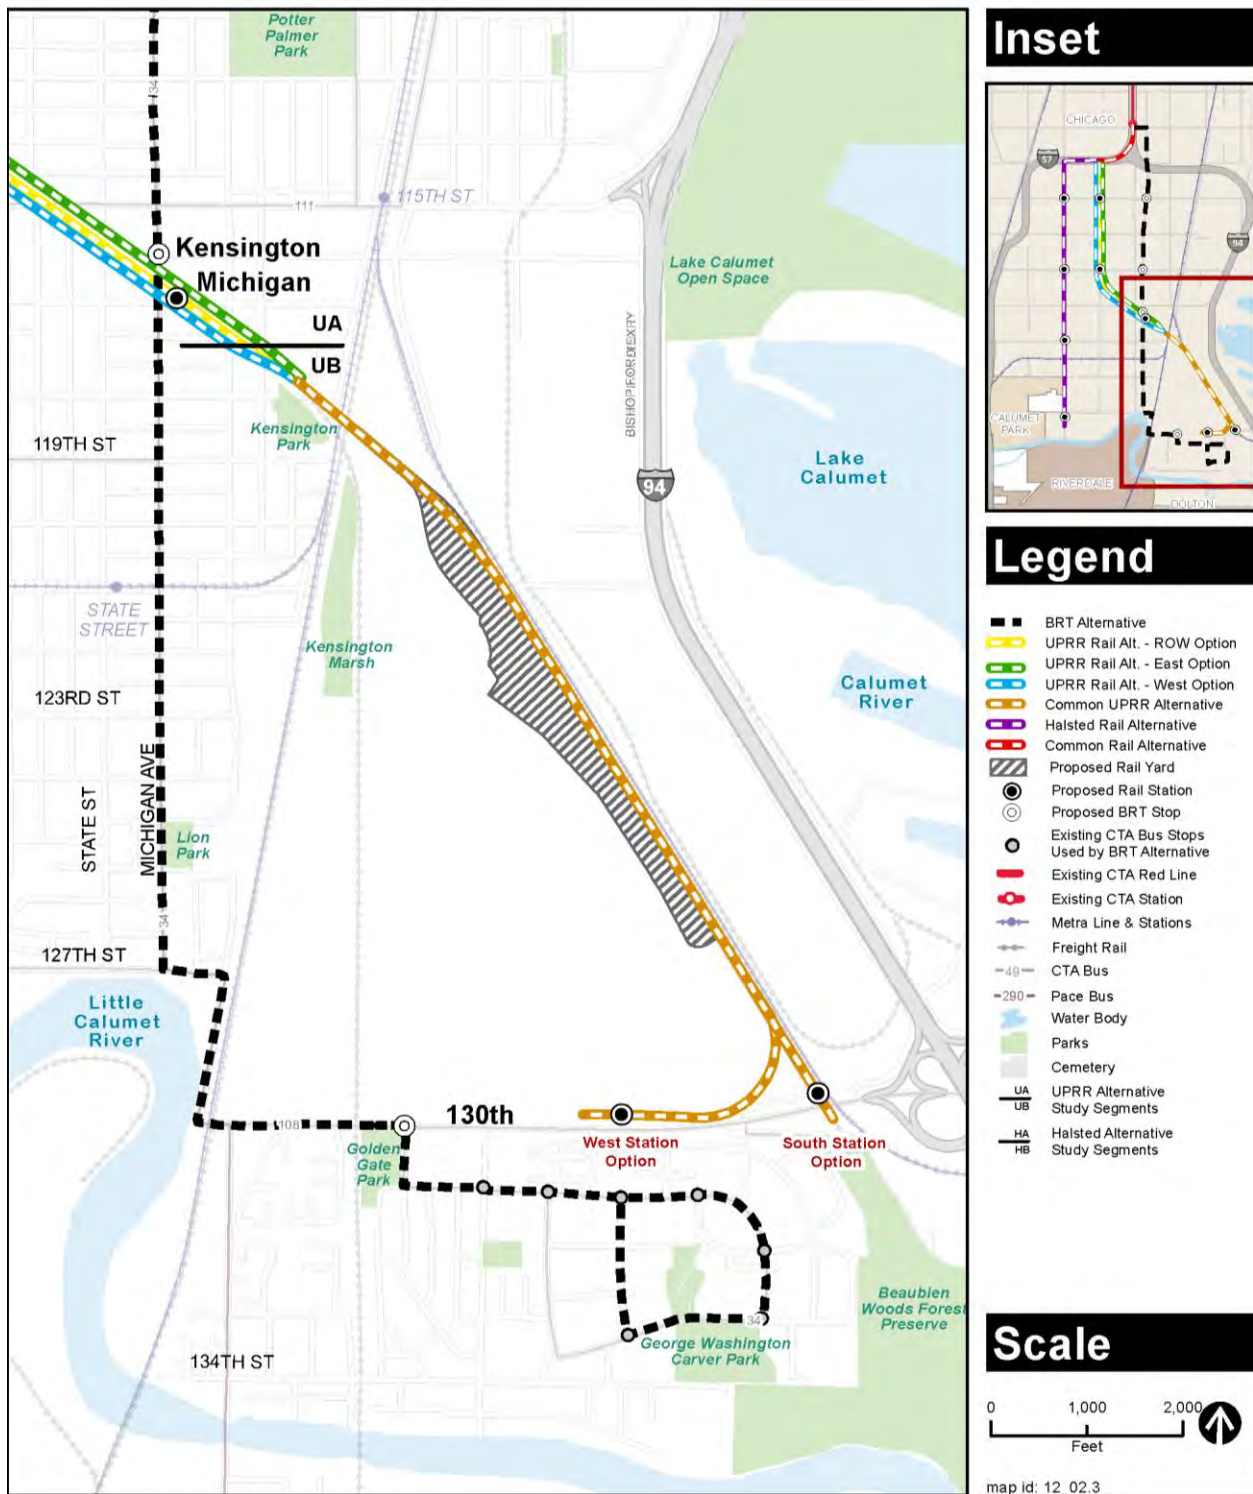 Potter
Palmer
Park
34
111
115TH ST
Kensington
Michigan
UA
UB
Lake Calumet
Open Space
Kensington
Park
119TH ST
94
Lake
Calumet
STATE
STREET
Kensington
Marsh
123RD ST
Calumet
River
MICHIGAN AVE
STATE ST
Lion
Park
34
127TH ST
Little
Calumet
River
108
130th
Golden
Gate
Park
West Station
Option
South Station
Option
Beaubien
Woods Forest
Preserve
34
George Washington
Carver Park
134TH ST
Inset
CHICAGO
57
94
CALUMET
PARK
RIVERDALE
DOLTON
Legend
BRT Alternative
UPRR Rail Alt. - ROW Option
UPRR Rail Alt. - East Option
UPRR Rail Alt. - West Option
Common UPRR Alternative
Halsted Rail Alternative
Common Rail Alternative
Proposed Rail Yard
Proposed Rail Station
Proposed BRT Stop
Existing CTA Bus Stops
Used by BRT Alternative
Existing CTA Red Line
Existing CTA Station
Metra Line & Stations
Freight Rail
49 CTA Bus
290 Pace Bus
Water Body
Parks
Cemetery
UA UPRR Alternative
UB Study Segments
HA Halsted Alternative
HB Study Segments
Scale
0 1,000 2,000
Feet
map id: 12_02.3